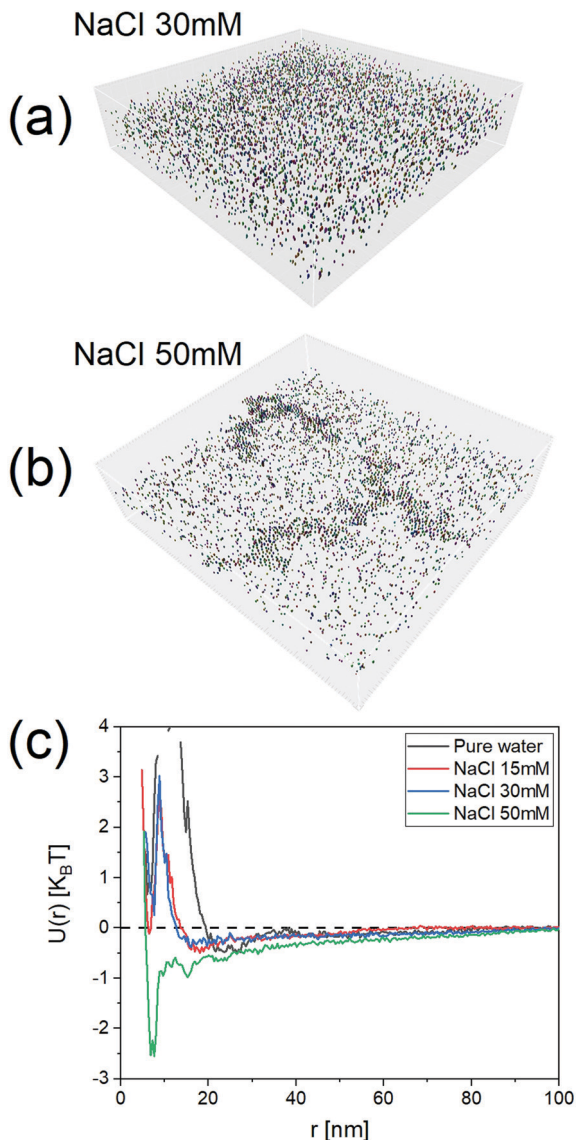 NaCl 30mM
(a)
NaCl 50mM
(b)
(c)
Pure water
NaCl 15mM
NaCl 30mM
NaCl 50mM
U(r) [K_BT]
4
3
2
1
0
-1
-2
-3
0 20 40 60 80 100
r [nm]